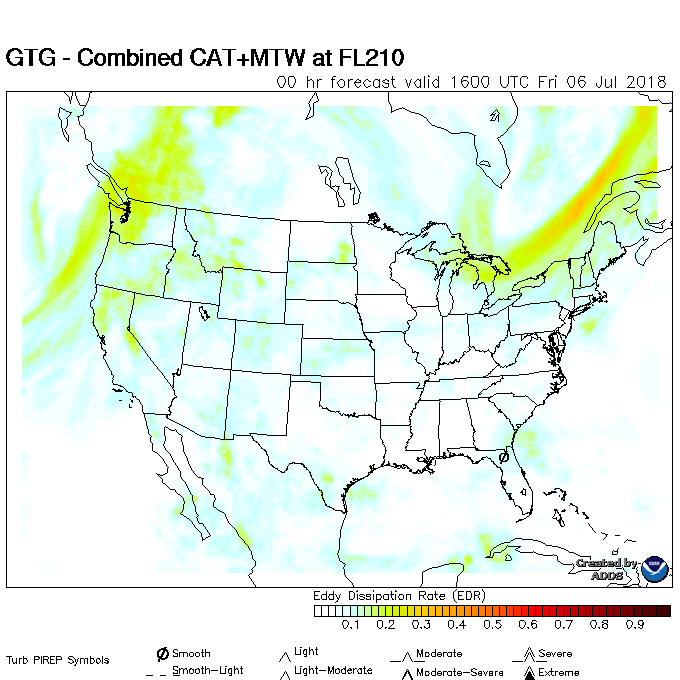 GTG - Combined CAT+MTW at FL210
00 hr forecast valid 1600 UTC Fri 06 Jul 2018
Created by
ADDS
Eddy Dissipation Rate (EDR)
0.1 0.2 0.3 0.4 0.5 0.6 0.7 0.8 0.9
Turb PIREP Symbols
Smooth Light Moderate Severe
Smooth-Light Light-Moderate Moderate-Severe Extreme